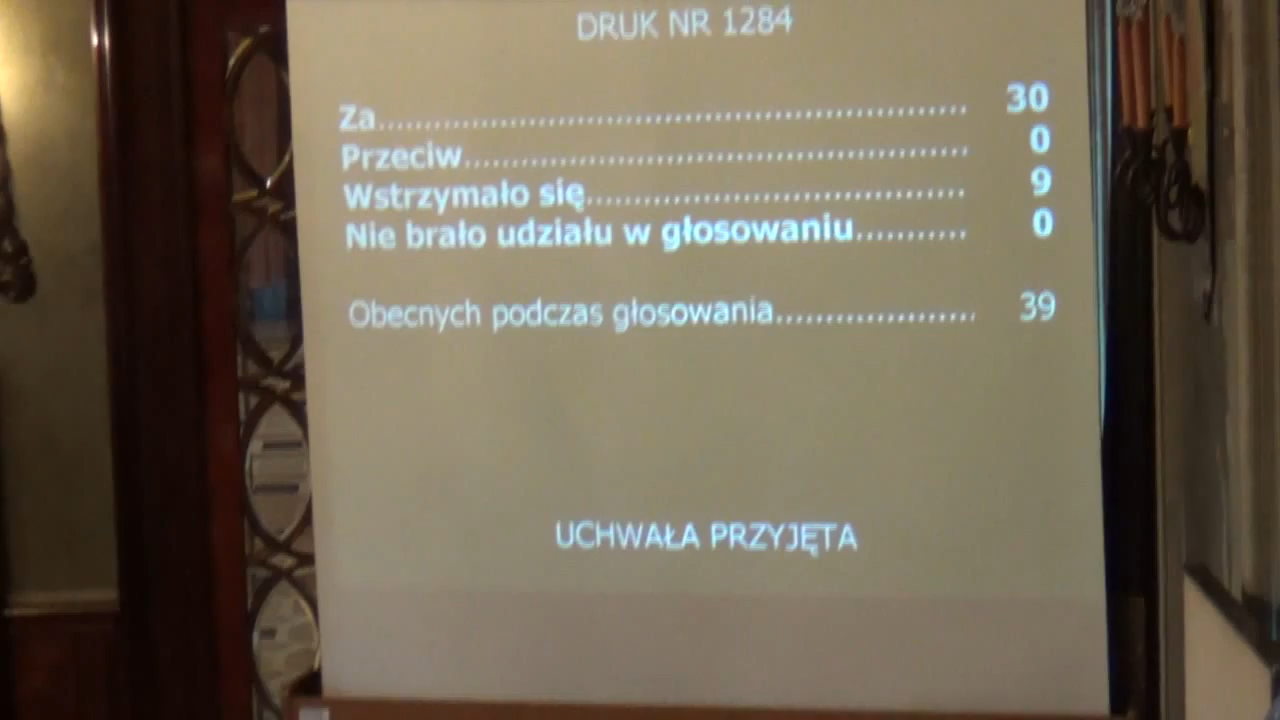 DRUK NR 1284
Za.................................................. 30
Przeciw.......................................... 0
Wstrzymało się................................ 9
Nie brało udziału w głosowaniu........... 0
Obecnych podczas głosowania................... 39
UCHWAŁA PRZYJĘTA